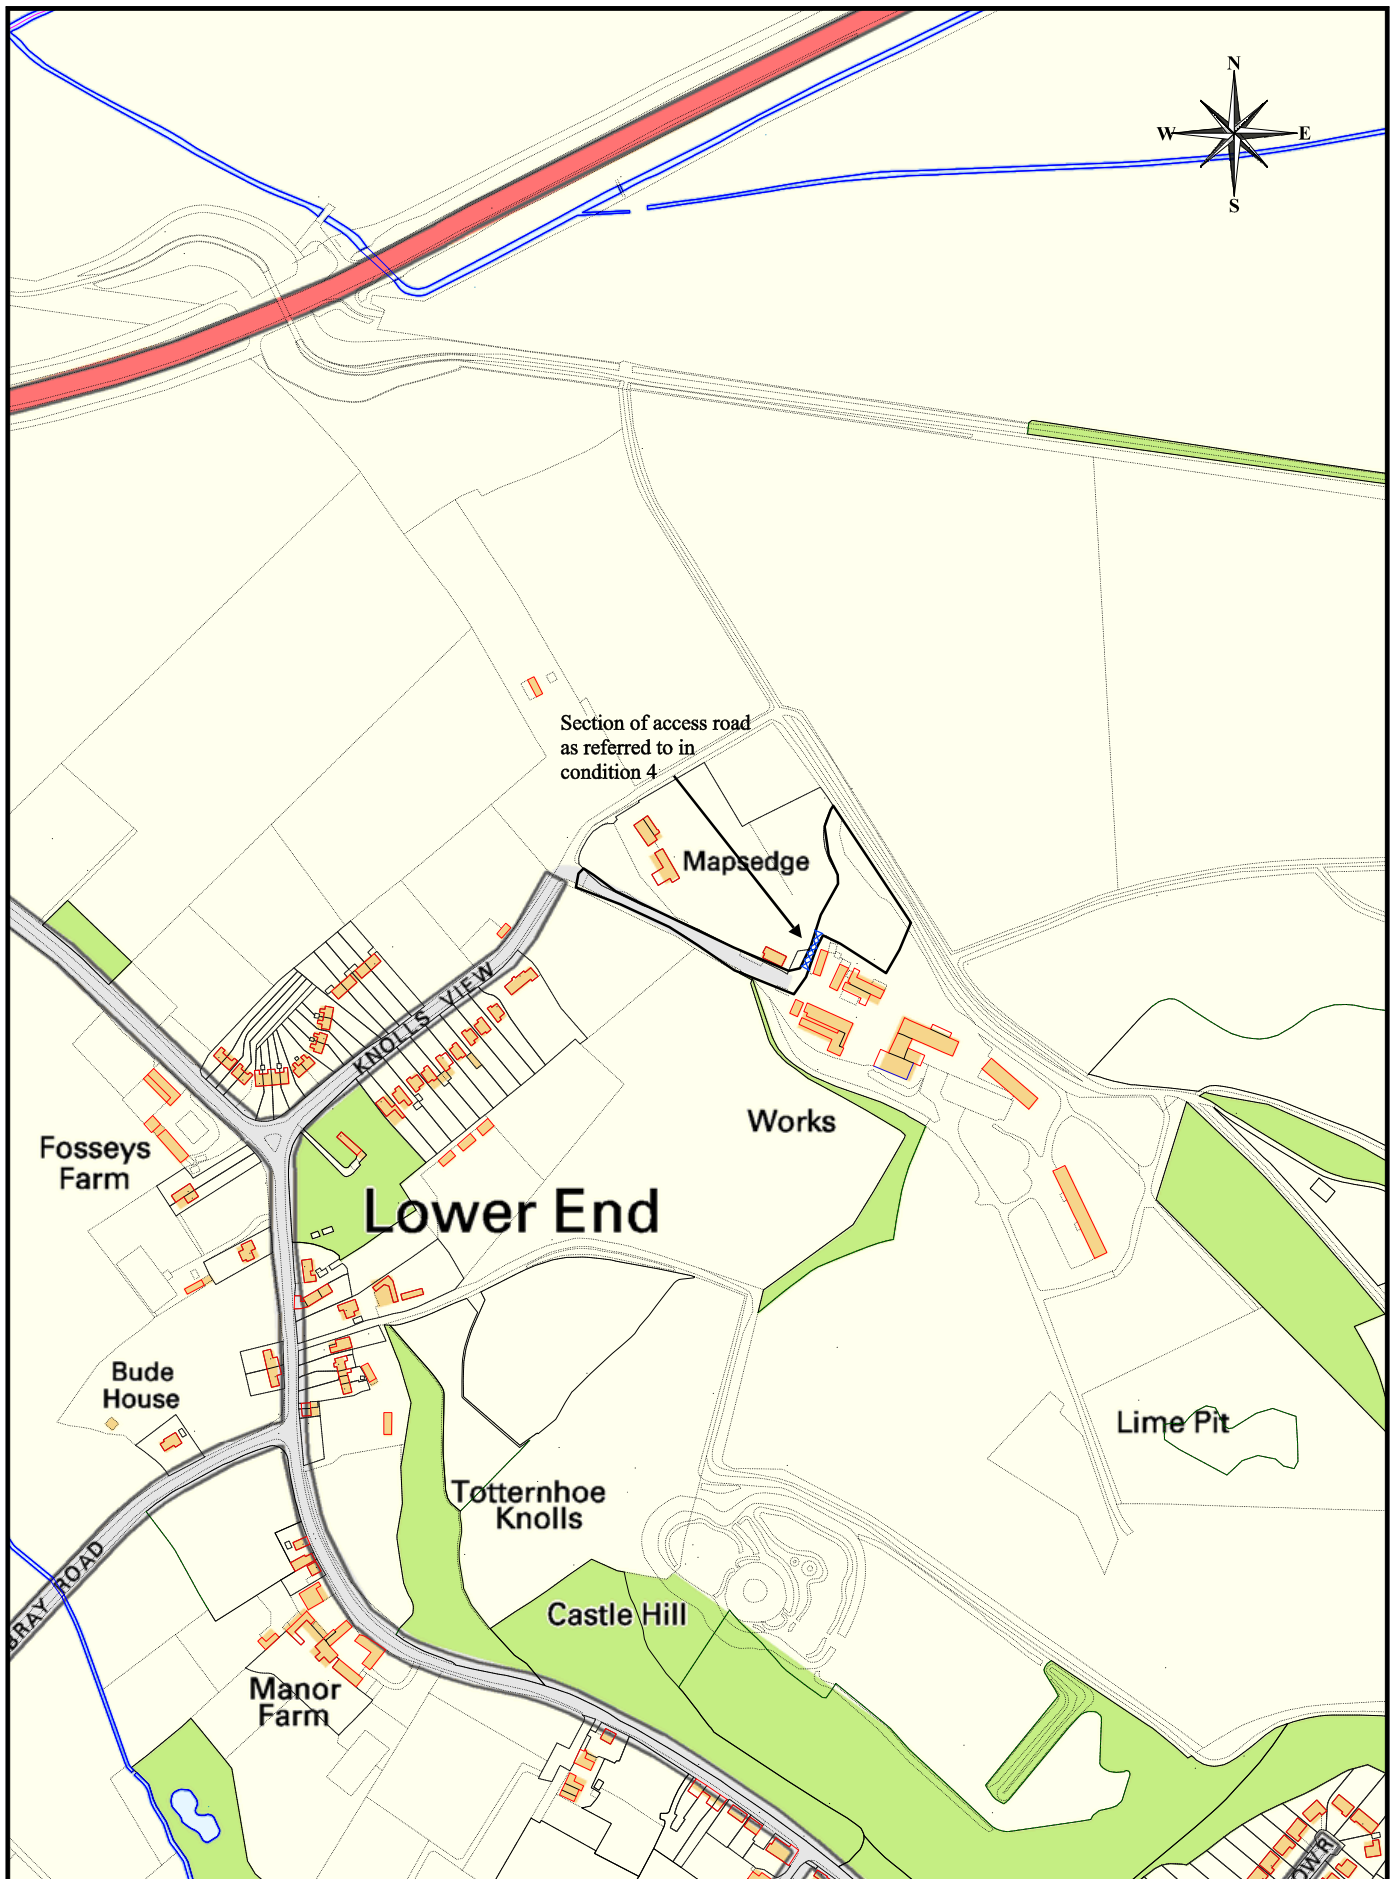 N
W E
S
Section of access road
as referred to in
condition 4
Mapsedge
KNOLLS VIEW
Works
Fosseys
Farm
Lower End
Bude
House
Lime Pit
Totternhoe
Knolls
BRAY ROAD
Castle Hill
Manor
Farm
OW R